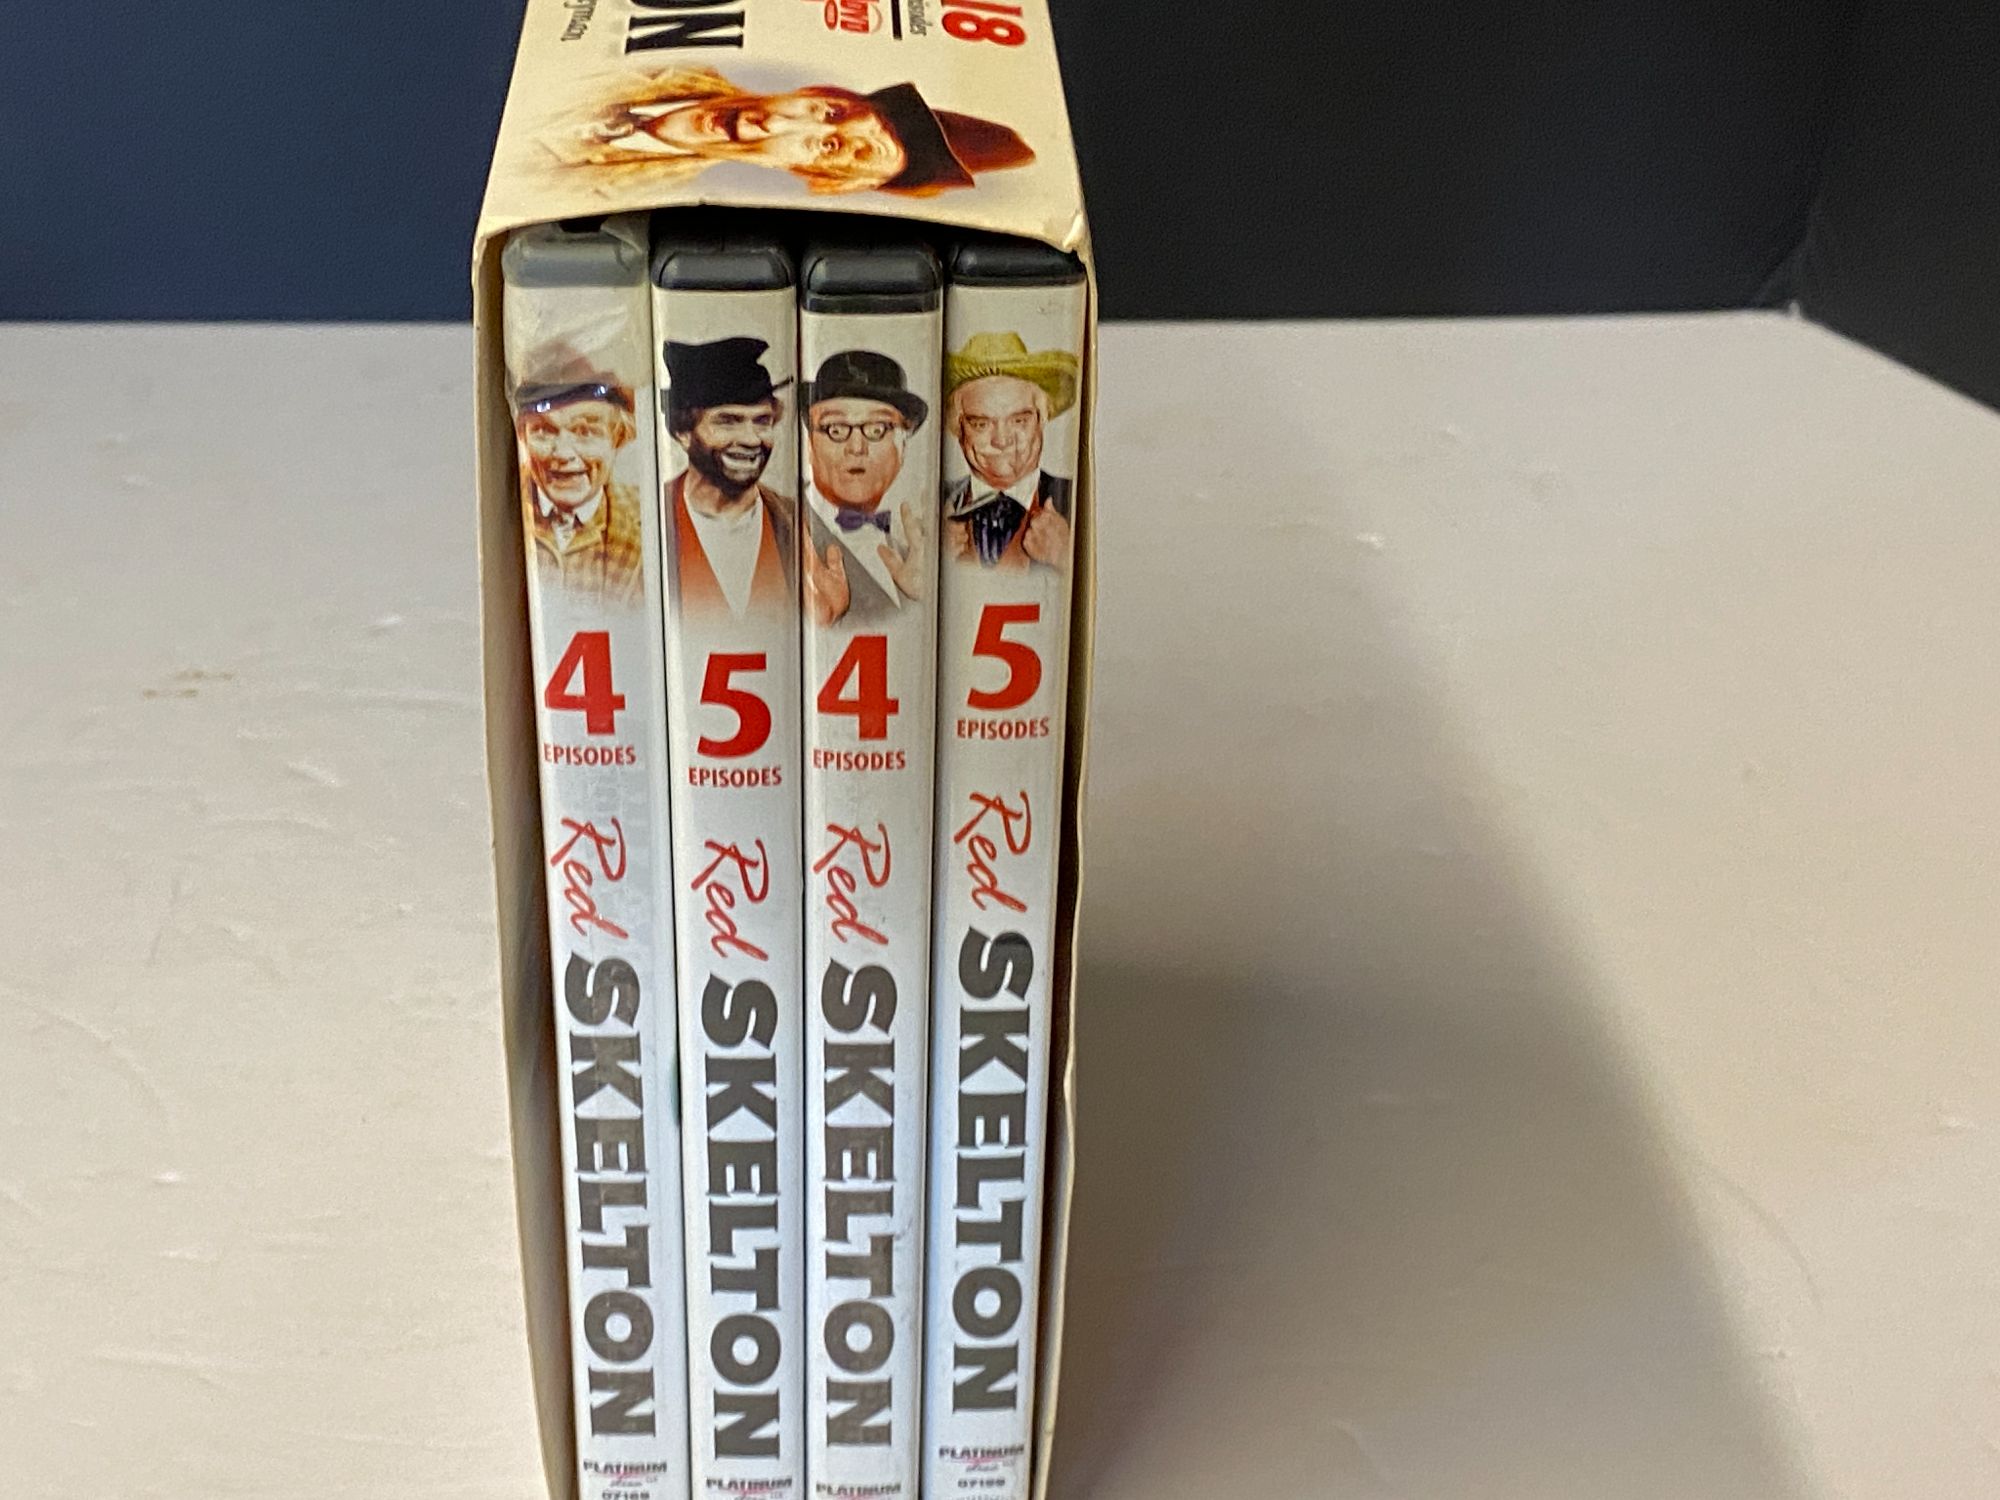 18
4
EPISODES
Red SKELTON
PLATINUM
5
EPISODES
Red SKELTON
PLATINUM
4
EPISODES
Red SKELTON
PLATINUM
5
EPISODES
Red SKELTON
PLATINUM